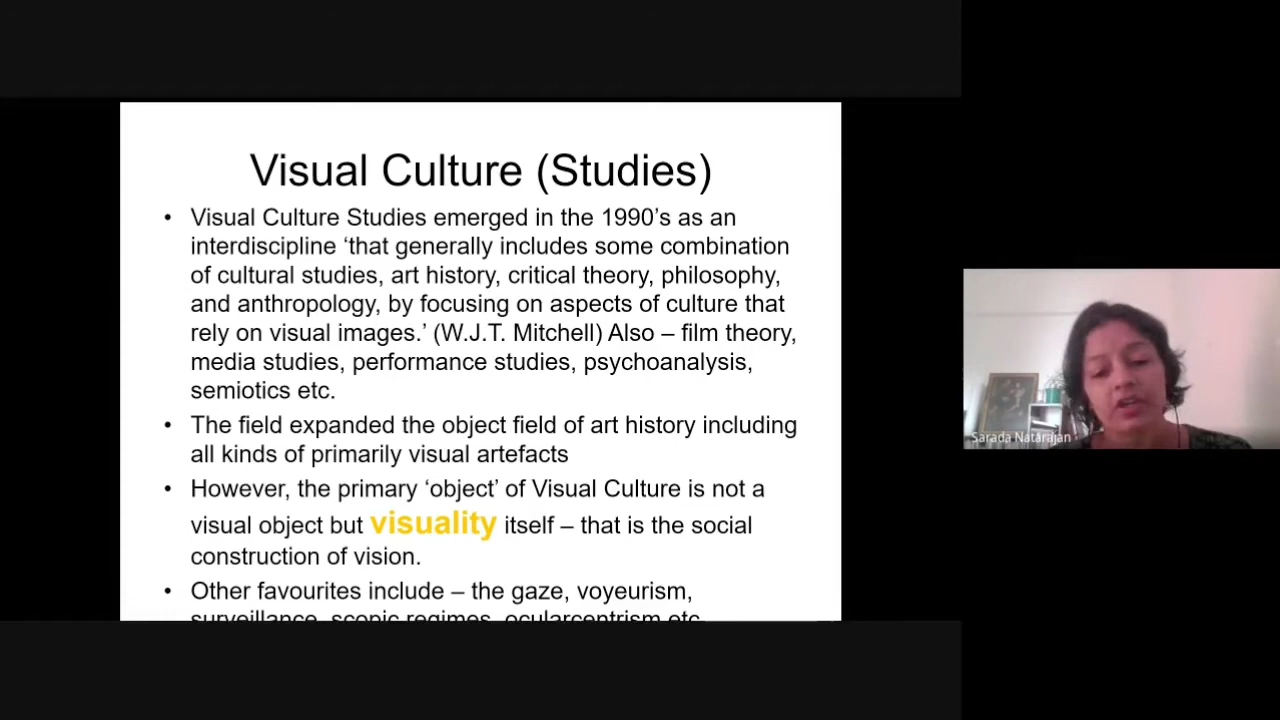 Visual Culture (Studies)
• Visual Culture Studies emerged in the 1990's as an
interdiscipline ‘that generally includes some combination
of cultural studies, art history, critical theory, philosophy,
and anthropology, by focusing on aspects of culture that
rely on visual images.’ (W.J.T. Mitchell) Also – film theory,
media studies, performance studies, psychoanalysis,
semiotics etc.
• The field expanded the object field of art history including
all kinds of primarily visual artefacts
• However, the primary ‘object’ of Visual Culture is not a
visual object but visuality itself – that is the social
construction of vision.
• Other favourites include – the gaze, voyeurism,
surveillance, scopic regimes, ocularcentrism etc.
Sarada Natarajan